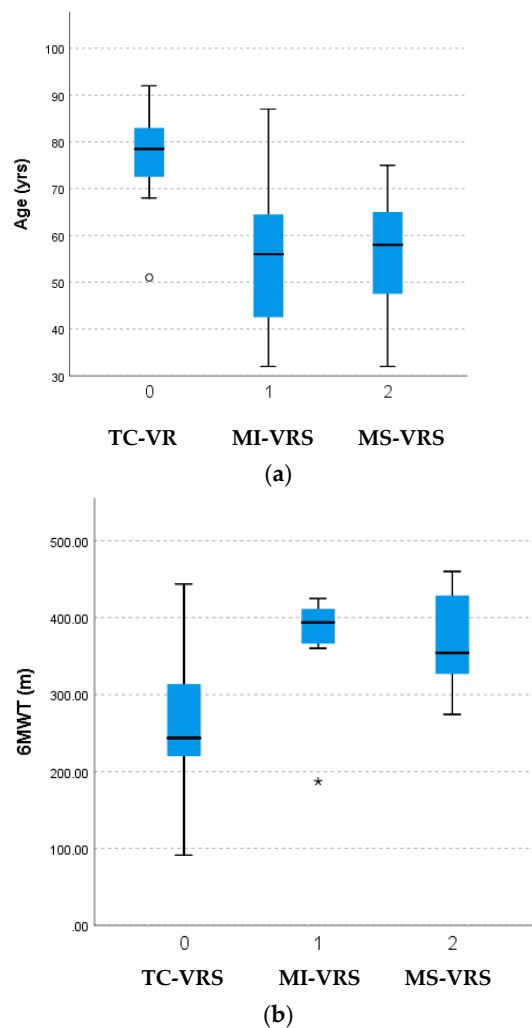 Age (yrs)
100
90
80
70
60
50
40
30
0 1 2
TC-VR MI-VRS MS-VRS
(a)
6MWT (m)
500.00
400.00
300.00
200.00
100.00
.00
0 1 2
TC-VRS MI-VRS MS-VRS
(b)